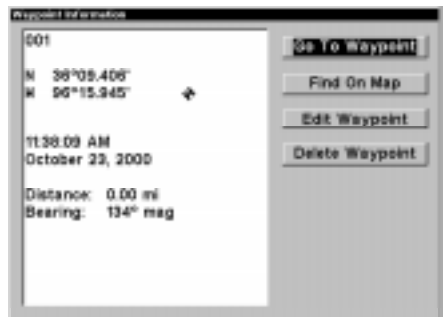 Waypoint Information
001
N 36°09.406'
W 96°15.945'
11:38:09 AM
October 23, 2000
Distance: 0.00 mi
Bearing: 134° mag
Go To Waypoint
Find On Map
Edit Waypoint
Delete Waypoint